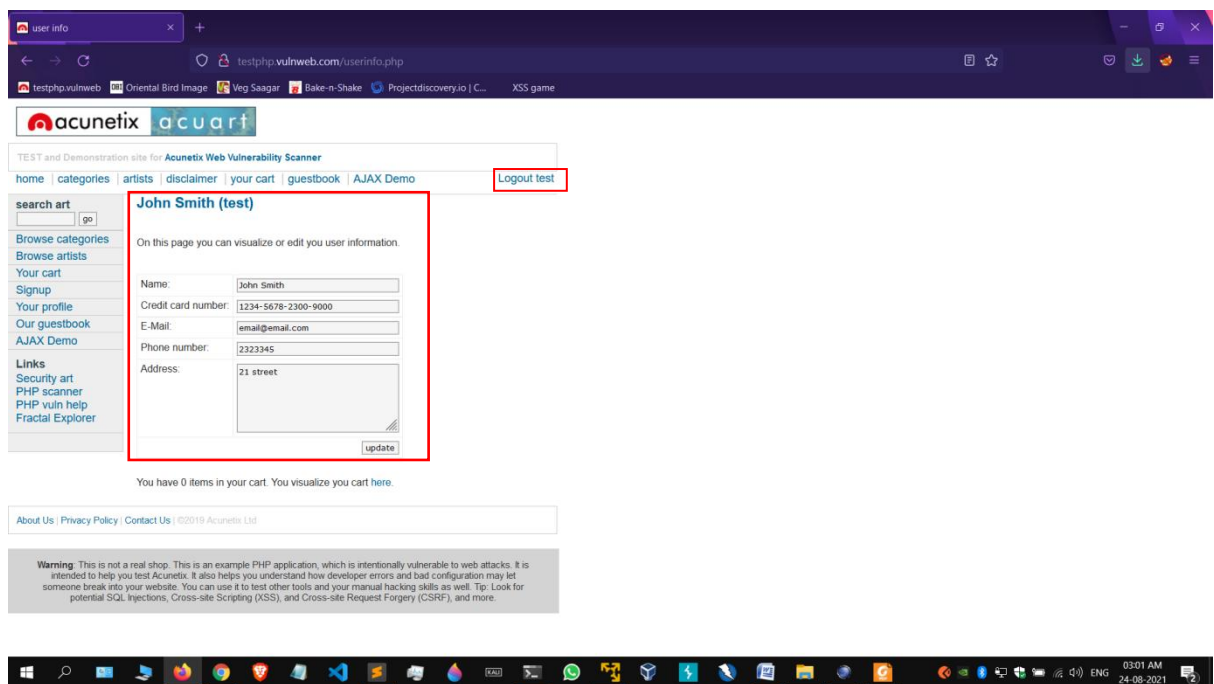 user info
testphp.vulnweb.com/userinfo.php
testphp.vulnweb
OBI Oriental Bird Image
Veg Saagar
Bake-n-Shake
Projectdiscovery.io | C...
XSS game
acunetix acuart
TEST and Demonstration site for Acunetix Web Vulnerability Scanner
home | categories | artists | disclaimer | your cart | guestbook | AJAX Demo
Logout test
search art
go
Browse categories
Browse artists
Your cart
Signup
Your profile
Our guestbook
AJAX Demo
Links
Security art
PHP scanner
PHP vuln help
Fractal Explorer
John Smith (test)
On this page you can visualize or edit you user information.
Name: John Smith
Credit card number: 1234-5678-2300-9000
E-Mail: email@email.com
Phone number: 2323345
Address: 21 street
update
You have 0 items in your cart. You visualize you cart here.
About Us | Privacy Policy | Contact Us | ©2019 Acunetix Ltd
Warning: This is not a real shop. This is an example PHP application, which is intentionally vulnerable to web attacks. It is
intended to help you test Acunetix. It also helps you understand how developer errors and bad configuration may let
someone break into your website. You can use it to test other tools and your manual hacking skills as well. Tip: Look for
potential SQL Injections, Cross-site Scripting (XSS), and Cross-site Request Forgery (CSRF), and more.
KALI
ENG
03:01 AM
24-08-2021
2